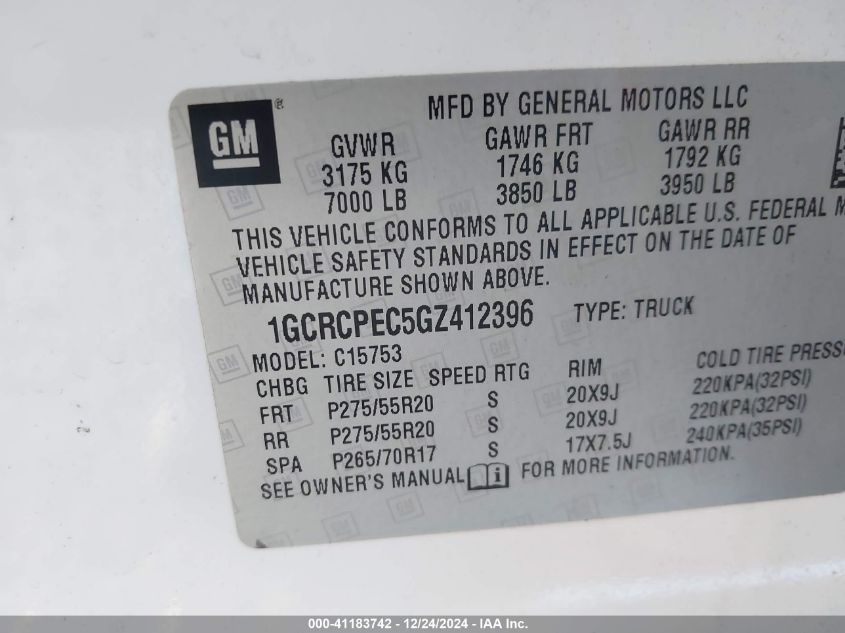 GM ®
MFD BY GENERAL MOTORS LLC
GVWR GAWR FRT GAWR RR
3175 KG 1746 KG 1792 KG
7000 LB 3850 LB 3950 LB
THIS VEHICLE CONFORMS TO ALL APPLICABLE U.S. FEDERAL M
VEHICLE SAFETY STANDARDS IN EFFECT ON THE DATE OF
MANUFACTURE SHOWN ABOVE.
1GCRCPEC5GZ412396 TYPE: TRUCK
MODEL: C15753
CHBG TIRE SIZE SPEED RTG RIM COLD TIRE PRESS
FRT P275/55R20 S 20X9J 220KPA(32PSI)
RR P275/55R20 S 20X9J 220KPA(32PSI)
SPA P265/70R17 S 17X7.5J 240KPA(35PSI)
SEE OWNER'S MANUAL i FOR MORE INFORMATION.
000-41183742 / 12/24/2024 - IAA Inc.